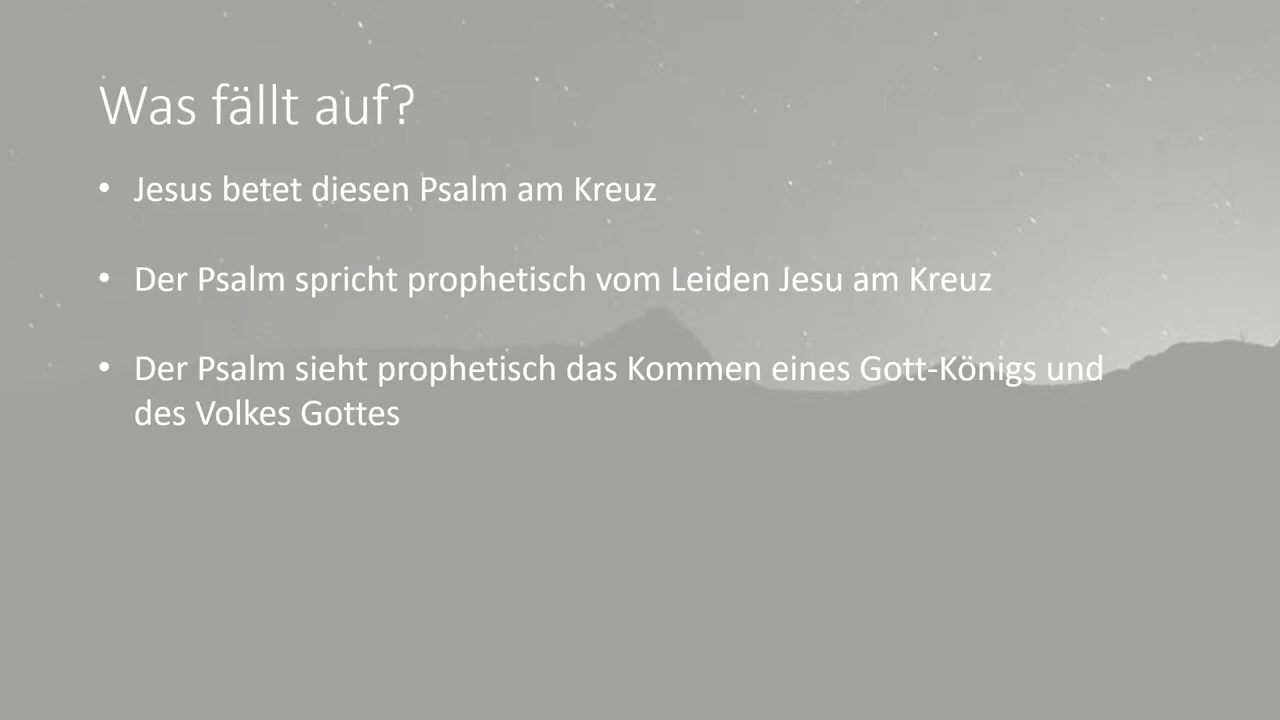 Was fällt auf?
• Jesus betet diesen Psalm am Kreuz
• Der Psalm spricht prophetisch vom Leiden Jesu am Kreuz
• Der Psalm sieht prophetisch das Kommen eines Gott-Königs und
des Volkes Gottes